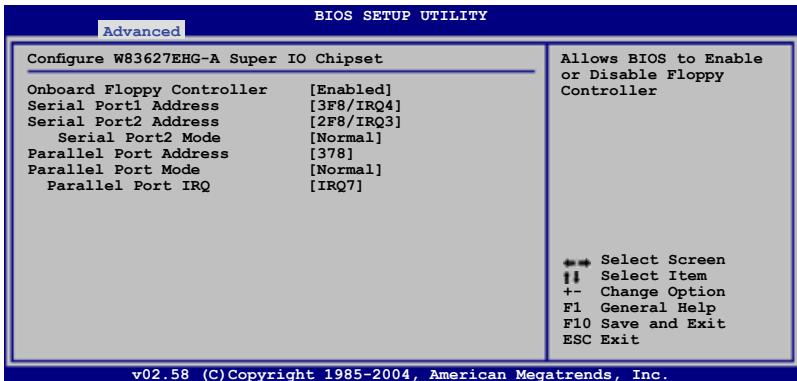 BIOS SETUP UTILITY
Advanced
Configure W83627EHG-A Super IO Chipset
Onboard Floppy Controller [Enabled]
Serial Port1 Address [3F8/IRQ4]
Serial Port2 Address [2F8/IRQ3]
Serial Port2 Mode [Normal]
Parallel Port Address [378]
Parallel Port Mode [Normal]
Parallel Port IRQ [IRQ7]
Allows BIOS to Enable
or Disable Floppy
Controller
Select Screen
Select Item
+- Change Option
F1 General Help
F10 Save and Exit
ESC Exit
v02.58 (C)Copyright 1985-2004, American Megatrends, Inc.